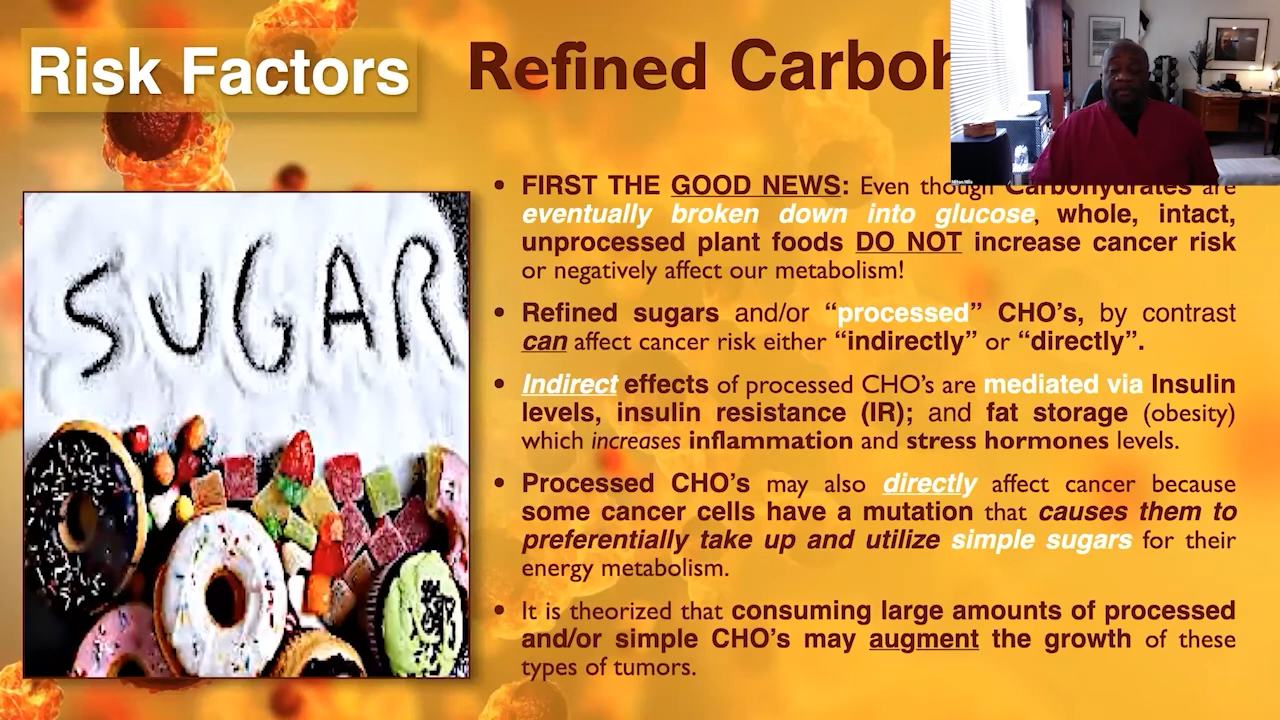 Risk Factors
Refined Carboh
SUGAR
• FIRST THE GOOD NEWS: Even though Carbohydrates are
eventually broken down into glucose, whole, intact,
unprocessed plant foods DO NOT increase cancer risk
or negatively affect our metabolism!
• Refined sugars and/or “processed” CHO’s, by contrast
can affect cancer risk either “indirectly” or “directly”.
• Indirect effects of processed CHO’s are mediated via Insulin
levels, insulin resistance (IR); and fat storage (obesity)
which increases inflammation and stress hormones levels.
• Processed CHO’s may also directly affect cancer because
some cancer cells have a mutation that causes them to
preferentially take up and utilize simple sugars for their
energy metabolism.
• It is theorized that consuming large amounts of processed
and/or simple CHO’s may augment the growth of these
types of tumors.